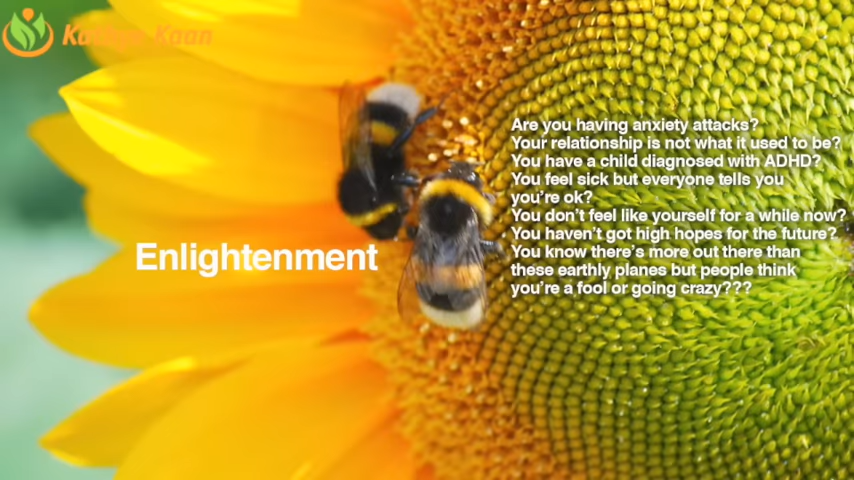 Kaan
Are you having anxiety attacks?
Your relationship is not what it used to be?
You have a child diagnosed with ADHD?
You feel sick but everyone tells you
you're ok?
You don't feel like yourself for a while now?
You haven't got high hopes for the future?
You know there's more out there than
these earthly planes but people think
you're a fool or going crazy???
Enlightenment